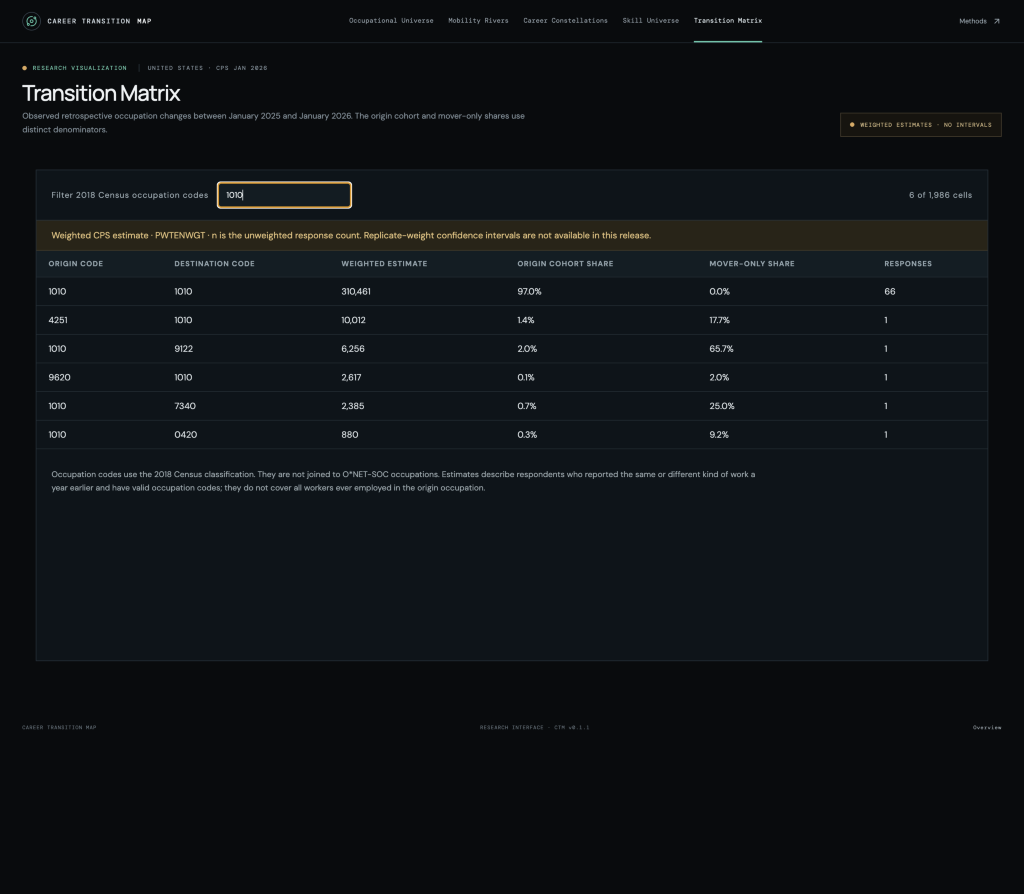 CAREER TRANSITION MAP
Occupational Universe
Mobility Rivers
Career Constellations
Skill Universe
Transition Matrix
Methods ↗
RESEARCH VISUALIZATION
UNITED STATES · CPS JAN 2026
Transition Matrix
Observed retrospective occupation changes between January 2025 and January 2026. The origin cohort and mover-only shares use
distinct denominators.
WEIGHTED ESTIMATES · NO INTERVALS
Filter 2018 Census occupation codes 1010 6 of 1,986 cells
Weighted CPS estimate · PWTENWGT · n is the unweighted response count. Replicate-weight confidence intervals are not available in this release.
ORIGIN CODE DESTINATION CODE WEIGHTED ESTIMATE ORIGIN COHORT SHARE MOVER-ONLY SHARE RESPONSES
1010 1010 310,461 97.0% 0.0% 66
4251 1010 10,012 1.4% 17.7% 1
1010 9122 6,256 2.0% 65.7% 1
9620 1010 2,617 0.1% 2.0% 1
1010 7340 2,385 0.7% 25.0% 1
1010 0420 880 0.3% 9.2% 1
Occupation codes use the 2018 Census classification. They are not joined to O*NET-SOC occupations. Estimates describe respondents who reported the same or different kind of work a
year earlier and have valid occupation codes; they do not cover all workers ever employed in the origin occupation.
CAREER TRANSITION MAP
RESEARCH INTERFACE · CTM v0.1.1
Overview